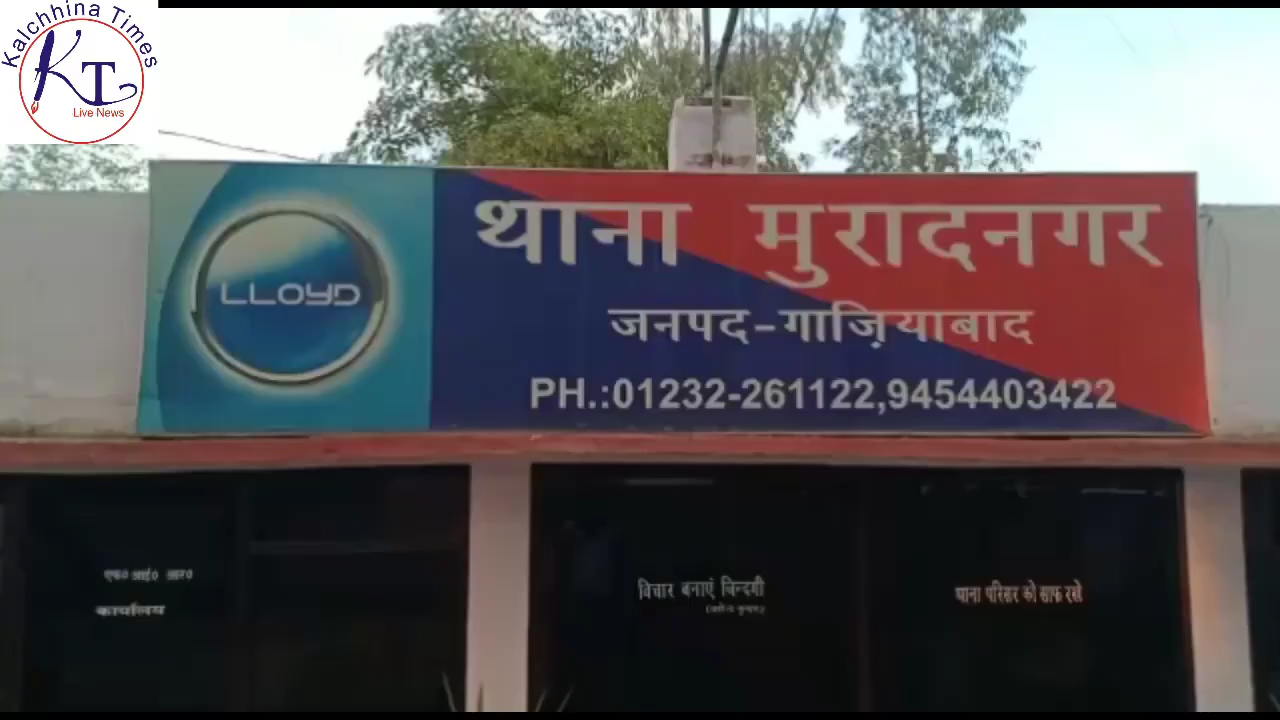 Kalchhina Times
KT
Live News
LLOYD
थाना मुरादनगर
जनपद-गाज़ियाबाद
PH.:01232-261122,9454403422
एफ० आई० आर०
कार्यालय
विचार बनाएं जिन्दगी
थाना परिसर को साफ रखें